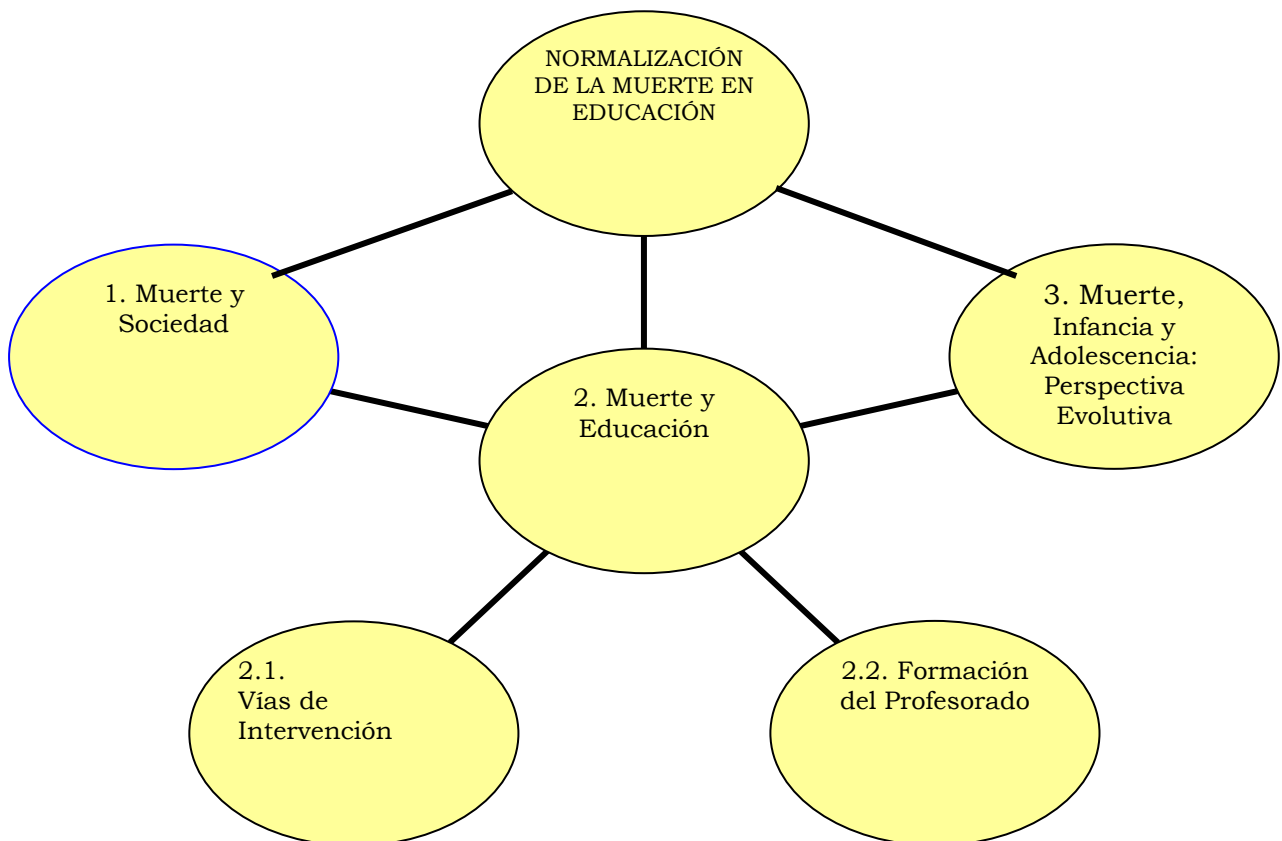 NORMALIZACIÓN
DE LA MUERTE EN
EDUCACIÓN
1. Muerte y
Sociedad
3. Muerte,
Infancia y
Adolescencia:
Perspectiva
Evolutiva
2. Muerte y
Educación
2.1.
Vías de
Intervención
2.2. Formación
del Profesorado